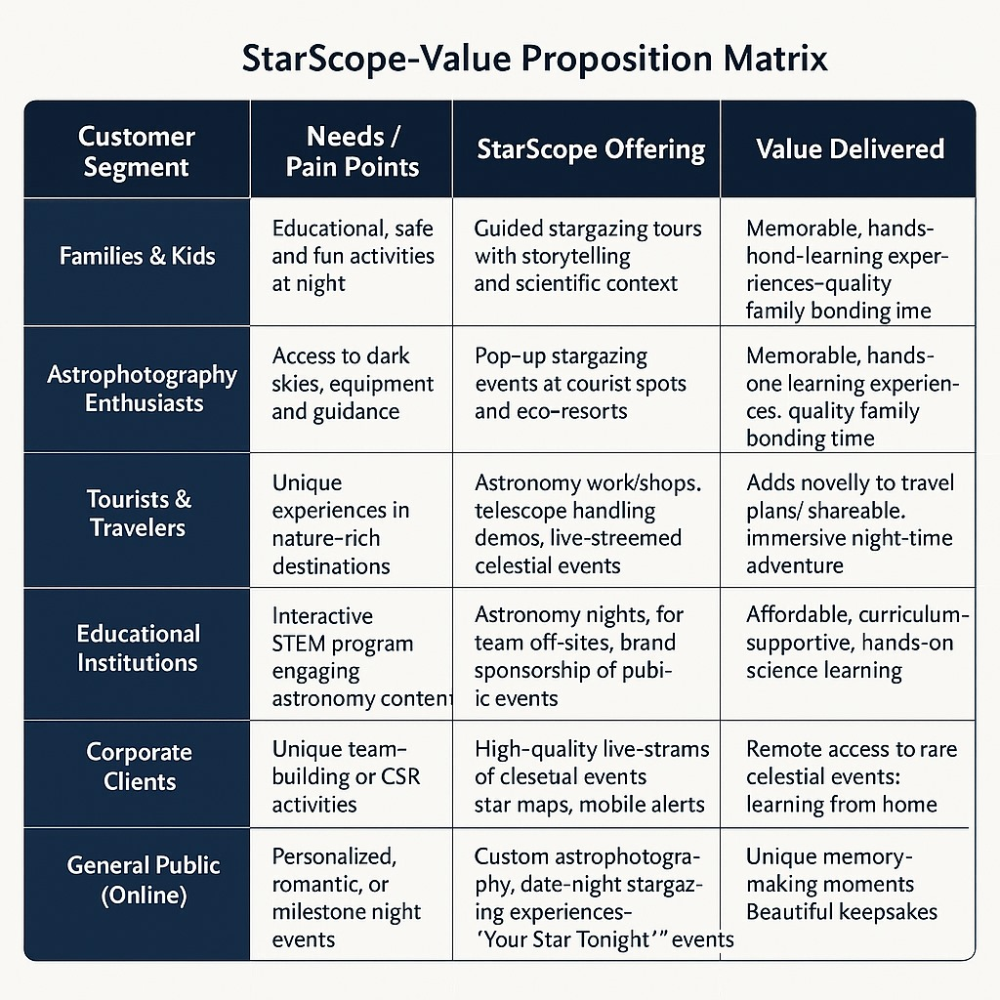 StarScope-Value Proposition Matrix
Customer
Segment
Needs /
Pain Points
StarScope Offering
Value Delivered
Families & Kids
Educational, safe
and fun activities
at night
Guided stargazing tours
with storytelling
and scientific context
Memorable, hands-
hond-learning exper-
riences-quality
family bonding ime
Astrophotography
Enthusiasts
Access to dark
skies, equipment
and guidance
Pop-up stargazing
events at courist spots
and eco-resorts
Memorable, hands-
one learning experien-
ces. quality family
bonding time
Tourists &
Travelers
Unique
experiences in
nature-rich
destinations
Astronomy work/shops.
telescope handling
demos, live-streemed
celestial events
Adds novelly to travel
plans/ shareable.
immersive night-time
adventure
Educational
Institutions
Interactive
STEM program
engaging
astronomy content
Astronomy nights, for
team off-sites, brand
sponsorship of pubi-
ic events
Affordable, curriculum-
supportive, hands-on
science learning
Corporate
Clients
Unique team-
building or CSR
activities
High-quality live-strams
of clesetual events
star maps, mobile alerts
Remote access to rare
celestial events:
learning from home
General Public
(Online)
Personalized,
romantic, or
milestone night
events
Custom astrophotogra-
phy, date-night stargaz-
ing experiences-
‘Your Star Tonight’” events
Unique memory-
making moments
Beautiful keepsakes